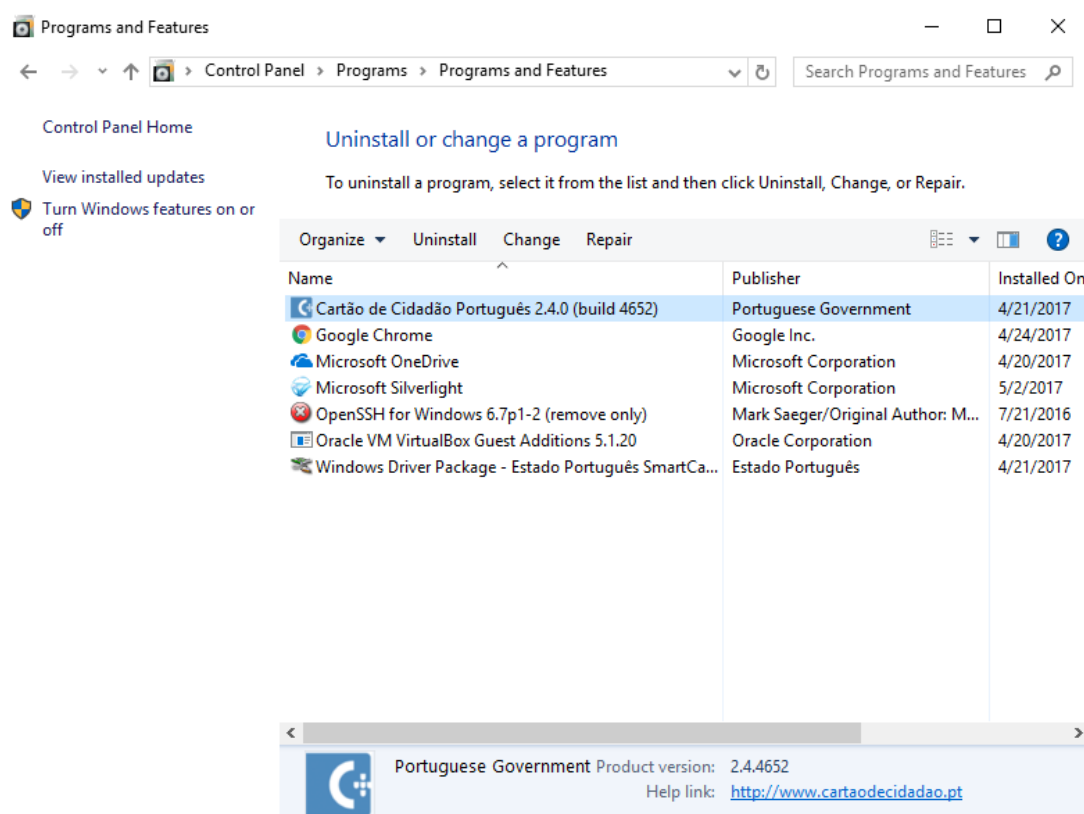 Programs and Features
Control Panel > Programs > Programs and Features
Search Programs and Features
Control Panel Home
View installed updates
Turn Windows features on or
off
Uninstall or change a program
To uninstall a program, select it from the list and then click Uninstall, Change, or Repair.
Organize Uninstall Change Repair
Name Publisher Installed On
Cartão de Cidadão Português 2.4.0 (build 4652) Portuguese Government 4/21/2017
Google Chrome Google Inc. 4/24/2017
Microsoft OneDrive Microsoft Corporation 4/20/2017
Microsoft Silverlight Microsoft Corporation 5/2/2017
OpenSSH for Windows 6.7p1-2 (remove only) Mark Saeger/Original Author: M... 7/21/2016
Oracle VM VirtualBox Guest Additions 5.1.20 Oracle Corporation 4/20/2017
Windows Driver Package - Estado Português SmartCa... Estado Português 4/21/2017
Portuguese Government Product version: 2.4.4652
Help link: http://www.cartaodecidadao.pt